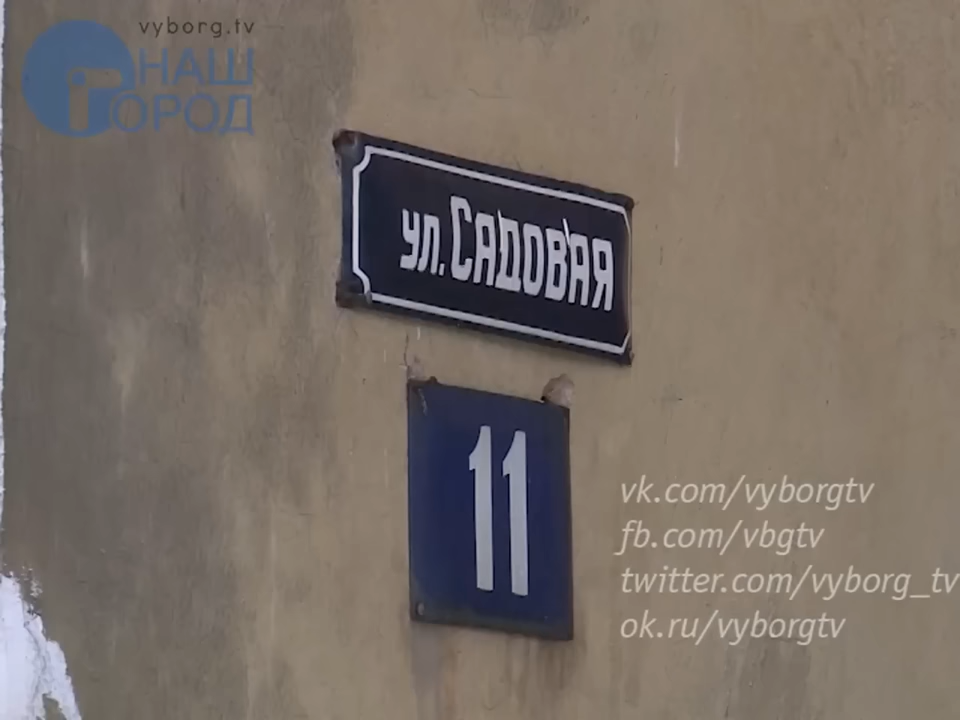 vyborg.tv
НАШ
ГОРОД
ул. САДОВАЯ
11
vk.com/vyborgtv
fb.com/vbgtv
twitter.com/vyborg_tv
ok.ru/vyborgtv